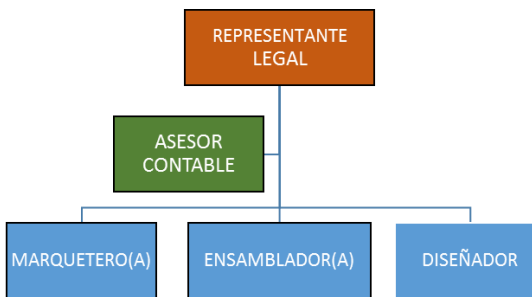 REPRESENTANTE
LEGAL
ASESOR
CONTABLE
MARQUETERO(A)
ENSAMBLADOR(A)
DISEÑADOR